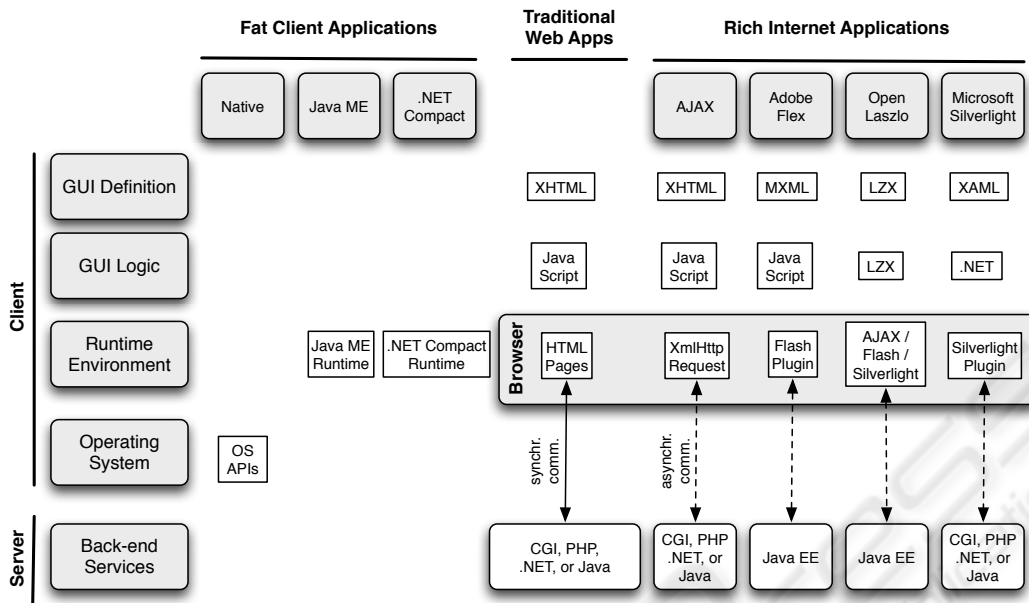 Fat Client Applications
Traditional
Web Apps
Rich Internet Applications
Native
Java ME
.NET
Compact
AJAX
Adobe
Flex
Open
Laszlo
Microsoft
Silverlight
Client
GUI Definition
XHTML
XHTML
MXML
LZX
XAML
GUI Logic
Java
Script
Java
Script
Java
Script
LZX
.NET
Runtime
Environment
Java ME
Runtime
.NET Compact
Runtime
Browser
HTML
Pages
XmlHttp
Request
Flash
Plugin
AJAX /
Flash /
Silverlight
Silverlight
Plugin
Operating
System
OS
APIs
synchr.
comm.
asynchr.
comm.
Server
Back-end
Services
CGI, PHP,
.NET, or Java
CGI, PHP
.NET, or
Java
Java EE
Java EE
CGI, PHP
.NET, or
Java